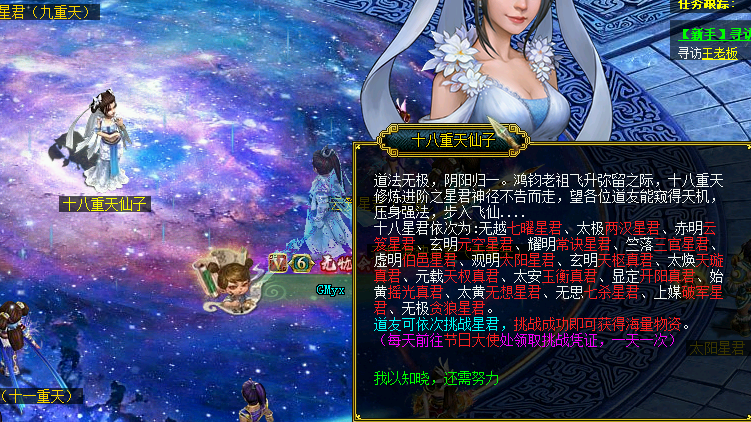 星君（九重天）
任务跟踪:
【新手】寻访
寻访王老板
十八重天仙子
十八重天仙子
道法无极，阴阳归一。鸿钧老祖飞升弥留之际，十八重天
修炼进阶之星君神径不告而走，望各位道友能窥得天机，
压身强法，步入飞仙....
十八星君依次为:无越七曜星君、太极两汉星君、赤明云
笈星君、玄明元空星君、耀明常诀星君、竺落三官星君、
虚明伯邑星君、观明太阳星君、玄明天枢真君、太焕天璇
真君、元载天权真君、太安玉衡真君、显定开阳真君、始
黄摇光真君、太黄无想星君、无思七杀星君、上媒破军星
君、无极贪狼星君。
道友可依次挑战星君，挑战成功即可获得海量物资。
（每天前往节日大使处领取挑战凭证，一天一次）
我以知晓，还需努力
V6
无忧
GMyx
太阳星君
（十一重天）